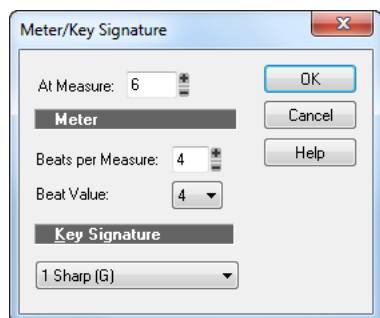 Meter/Key Signature
At Measure: 6
OK
Meter
Cancel
Beats per Measure: 4
Help
Beat Value: 4
Key Signature
1 Sharp (G)